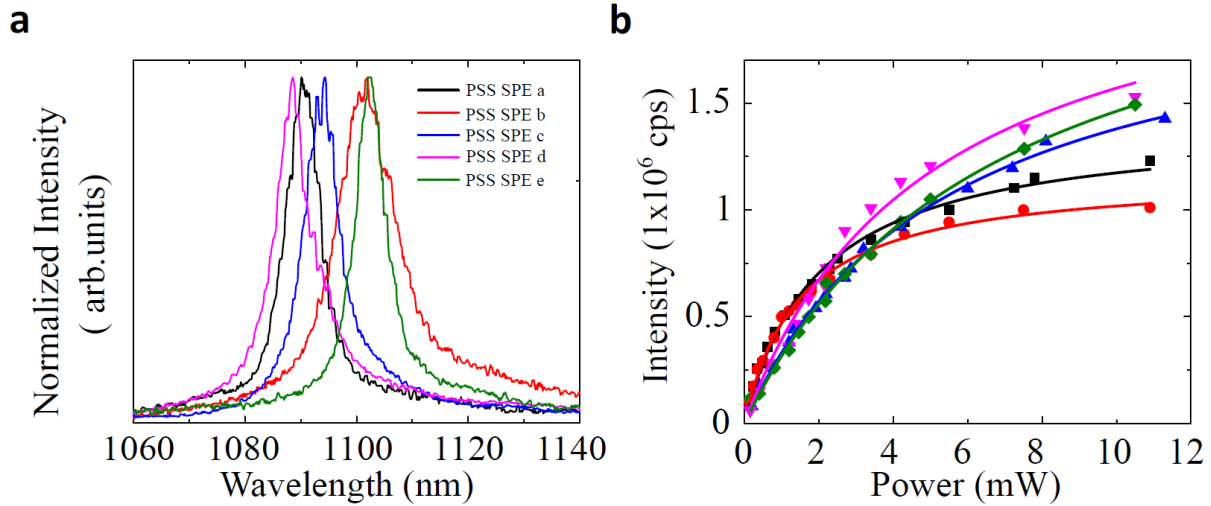 a
Normalized Intensity
( arb.units)
PSS SPE a
PSS SPE b
PSS SPE c
PSS SPE d
PSS SPE e
1060 1080 1100 1120 1140
Wavelength (nm)
b
Intensity (1x10⁶ cps)
1.5
1
0.5
0
0 2 4 6 8 10 12
Power (mW)